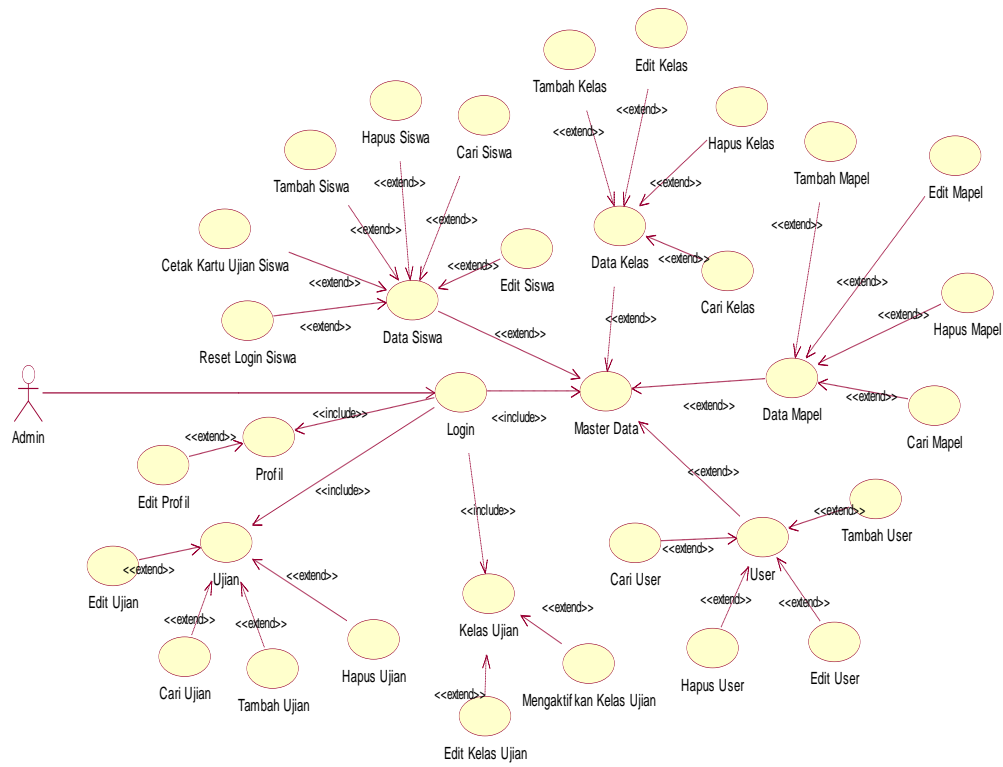 Edit Kelas
Tambah Kelas
<<extend>>
<<extend>>
Hapus Siswa
Cari Siswa
Hapus Kelas
Tambah Siswa
<<extend>>
<<extend>>
Tambah Mapel
Edit Mapel
<<extend>>
<<extend>>
<<extend>>
<<extend>>
Cetak Kartu Ujian Siswa
Data Kelas
<<extend>>
<<extend>>
<<extend>>
Edit Siswa
Cari Kelas
<<extend>>
<<extend>>
<<extend>>
<<extend>>
<<extend>>
Hapus Mapel
Reset Login Siswa
Data Siswa
<<extend>>
<<extend>>
<<extend>>
Admin
<<include>>
Login
<<include>>
Master Data
Data Mapel
Cari Mapel
<<extend>>
Profil
Edit Profil
<<include>>
<<extend>>
<<include>>
<<extend>>
Tambah User
<<extend>>
Cari User
User
<<extend>>
Ujian
<<extend>>
Edit Ujian
<<extend>>
<<extend>>
<<extend>>
<<extend>>
Kelas Ujian
<<extend>>
Hapus Ujian
Hapus User
Edit User
Cari Ujian
Tambah Ujian
<<extend>>
Mengaktifkan Kelas Ujian
Edit Kelas Ujian